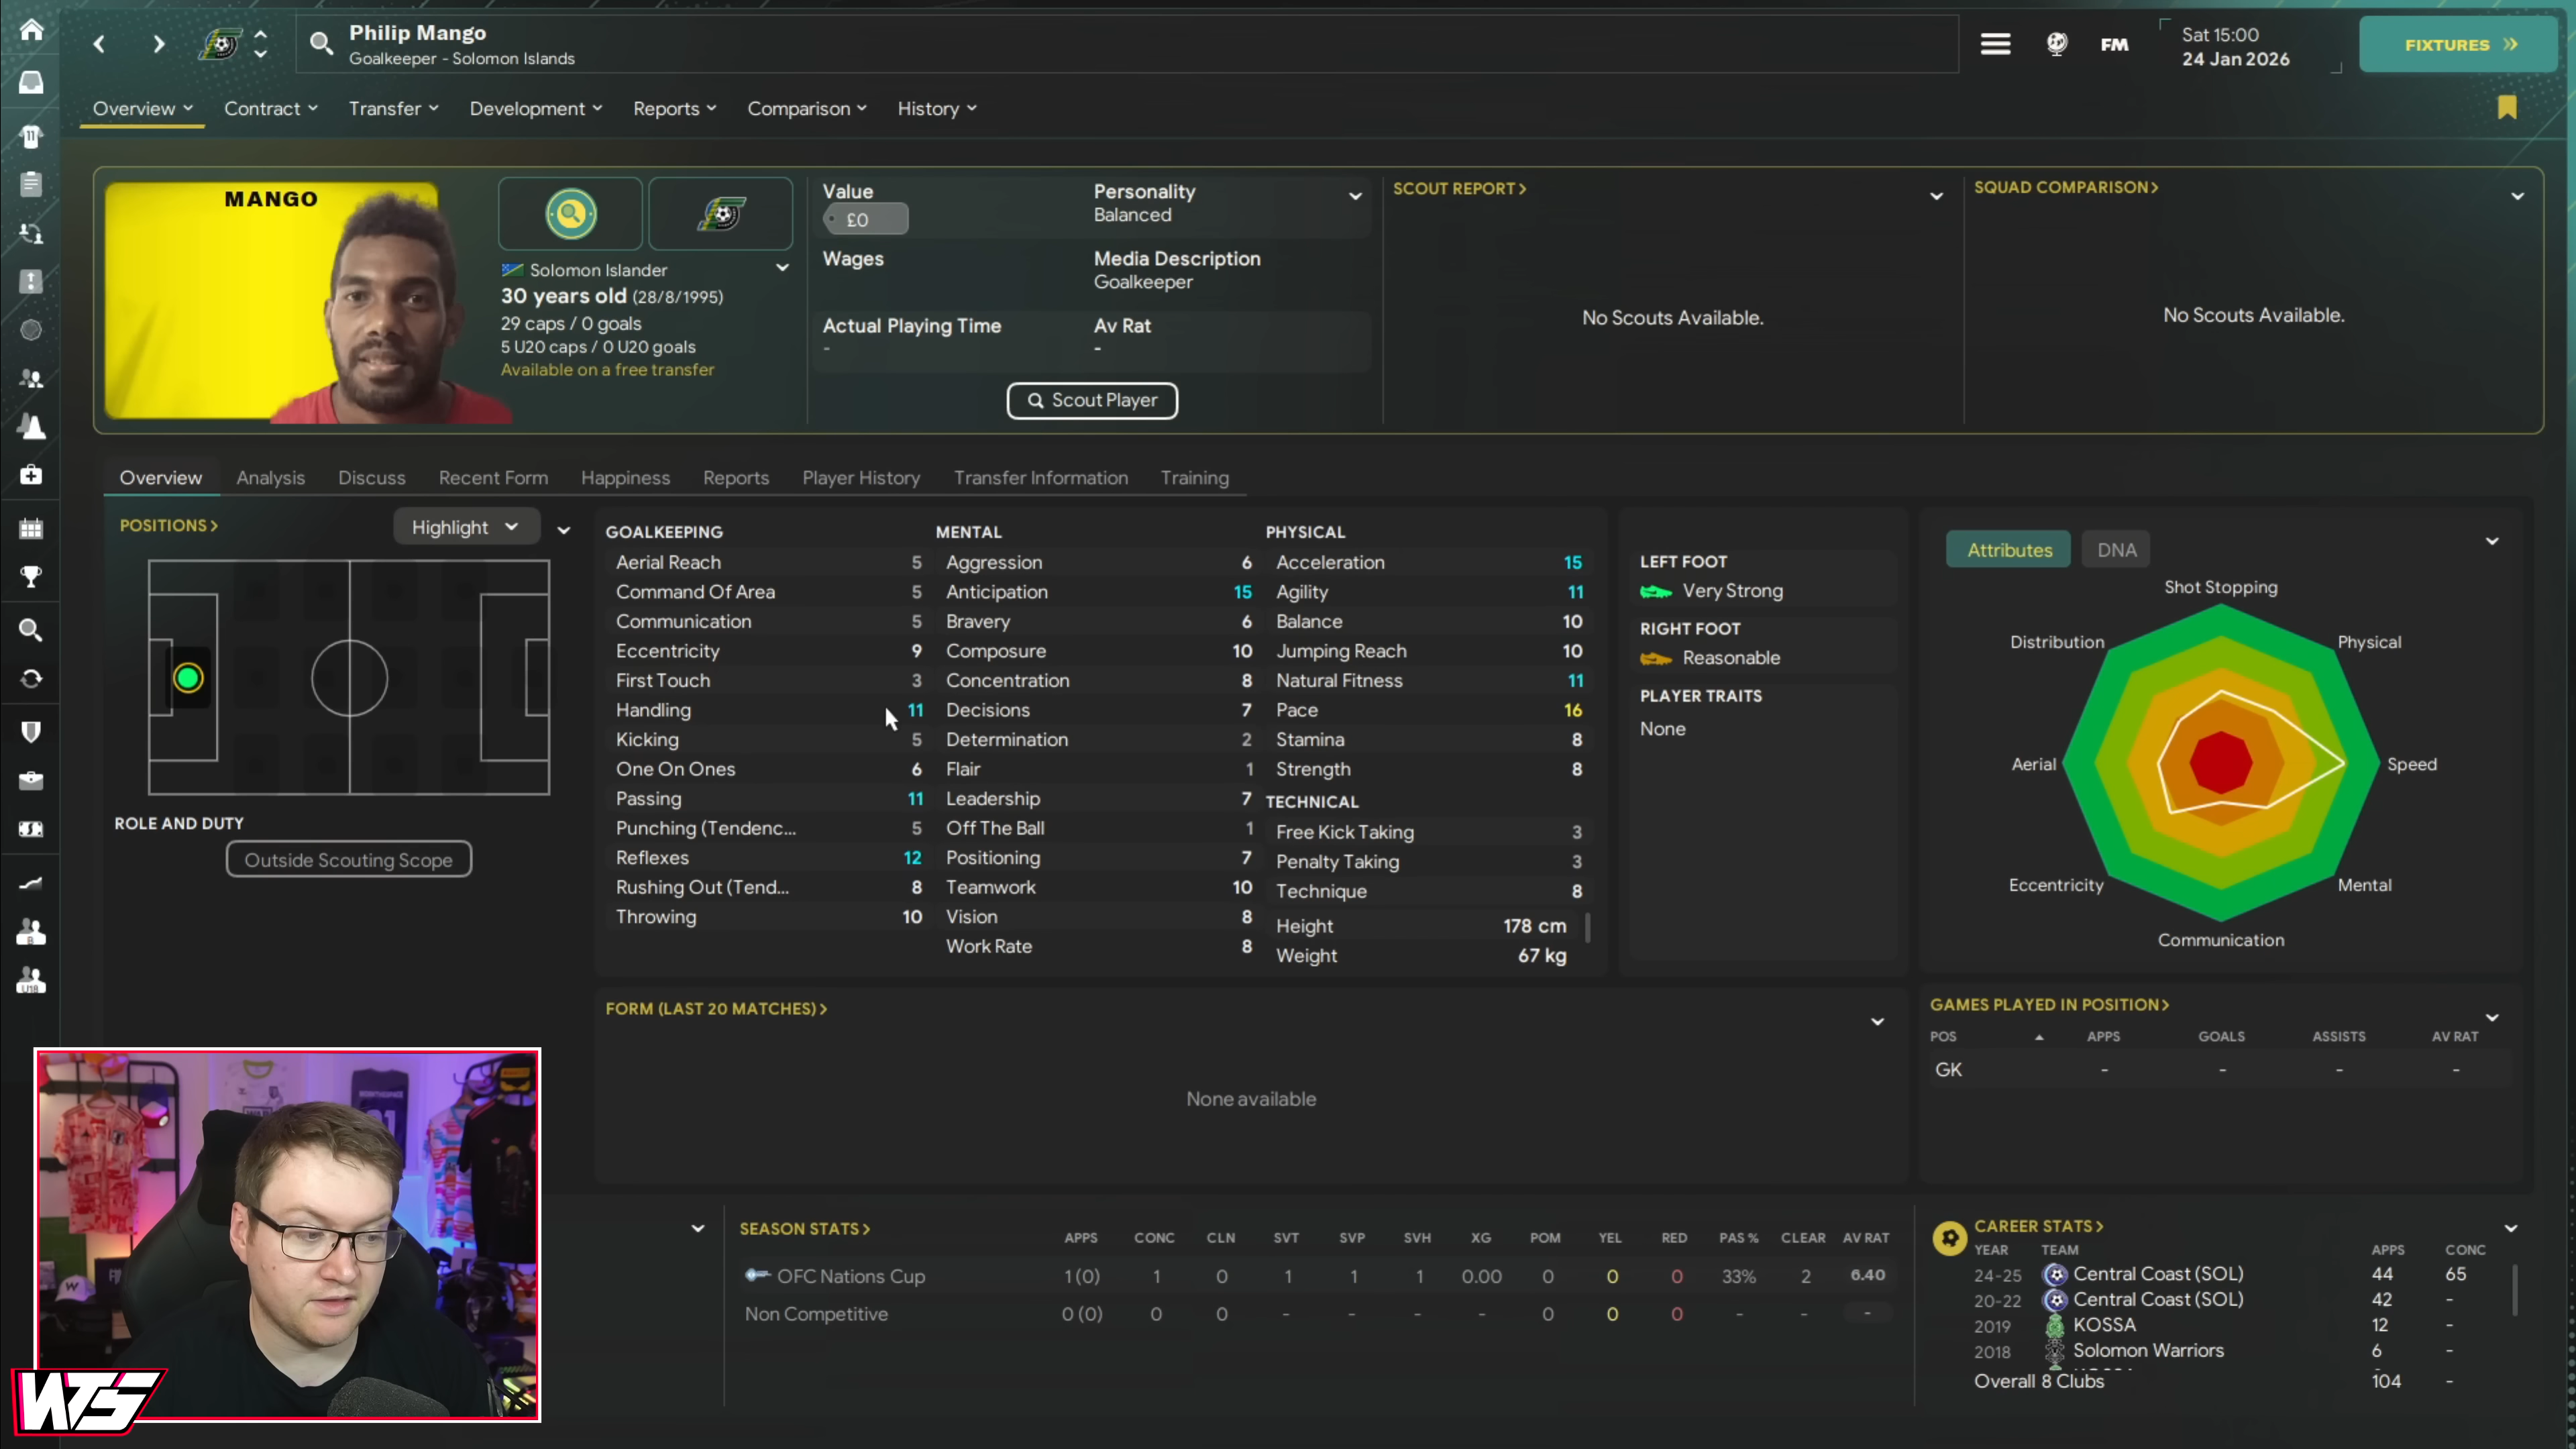 Philip Mango
Goalkeeper - Solomon Islands
FM
Sat 15:00
24 Jan 2026
FIXTURES
Overview
Contract
Transfer
Development
Reports
Comparison
History
MANGO
Solomon Islander
30 years old (28/8/1995)
29 caps / 0 goals
5 U20 caps / 0 U20 goals
Available on a free transfer
Value
£0
Personality
Balanced
Wages
Media Description
Goalkeeper
Actual Playing Time
-
Av Rat
-
Scout Player
SCOUT REPORT>
No Scouts Available.
SQUAD COMPARISON>
No Scouts Available.
Overview
Analysis
Discuss
Recent Form
Happiness
Reports
Player History
Transfer Information
Training
POSITIONS>
Highlight
ROLE AND DUTY
Outside Scouting Scope
GOALKEEPING
Aerial Reach 5
Command Of Area 5
Communication 5
Eccentricity 9
First Touch 3
Handling 11
Kicking 5
One On Ones 6
Passing 11
Punching (Tendenc... 5
Reflexes 12
Rushing Out (Tend... 8
Throwing 10
MENTAL
Aggression 6
Anticipation 15
Bravery 6
Composure 10
Concentration 8
Decisions 7
Determination 2
Flair 1
Leadership 7
Off The Ball 1
Positioning 7
Teamwork 10
Vision 8
Work Rate 8
PHYSICAL
Acceleration 15
Agility 11
Balance 10
Jumping Reach 10
Natural Fitness 11
Pace 16
Stamina 8
Strength 8
TECHNICAL
Free Kick Taking 3
Penalty Taking 3
Technique 8
Height 178 cm
Weight 67 kg
LEFT FOOT
Very Strong
RIGHT FOOT
Reasonable
PLAYER TRAITS
None
Attributes
DNA
Shot Stopping
Physical
Speed
Mental
Communication
Eccentricity
Aerial
Distribution
FORM (LAST 20 MATCHES)>
None available
GAMES PLAYED IN POSITION>
POS APPS GOALS ASSISTS AV RAT
GK - - - -
SEASON STATS> APPS CONC CLN SVT SVP SVH XG POM YEL RED PAS % CLEAR AV RAT
OFC Nations Cup 1 (0) 1 0 1 1 1 0.00 0 0 0 33% 2 6.40
Non Competitive 0 (0) 0 0 - - - - 0 0 0 - - -
CAREER STATS>
YEAR TEAM APPS CONC
24-25 Central Coast (SOL) 44 65
20-22 Central Coast (SOL) 42 -
2019 KOSSA 12 -
2018 Solomon Warriors 6 -
Overall 8 Clubs 104 -
WTS